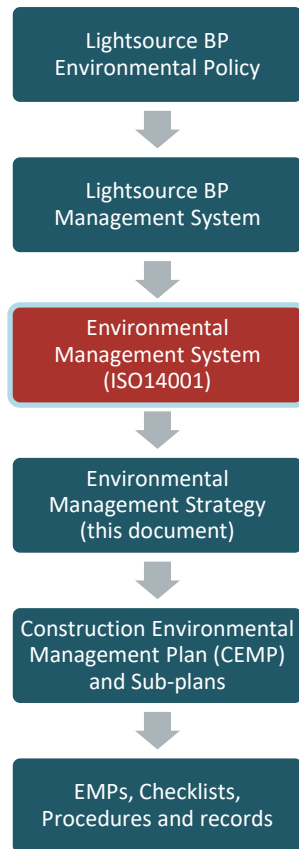 Lightsource BP
Environmental Policy
Lightsource BP
Management System
Environmental
Management System
(ISO14001)
Environmental
Management Strategy
(this document)
Construction Environmental
Management Plan (CEMP)
and Sub-plans
EMPs, Checklists,
Procedures and records